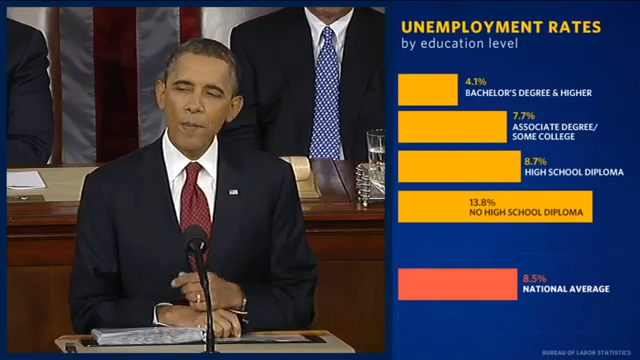 UNEMPLOYMENT RATES
by education level
4.1%
BACHELOR'S DEGREE & HIGHER
7.7%
ASSOCIATE DEGREE/
SOME COLLEGE
8.7%
HIGH SCHOOL DIPLOMA
13.8%
NO HIGH SCHOOL DIPLOMA
8.5%
NATIONAL AVERAGE
BUREAU OF LABOR STATISTICS